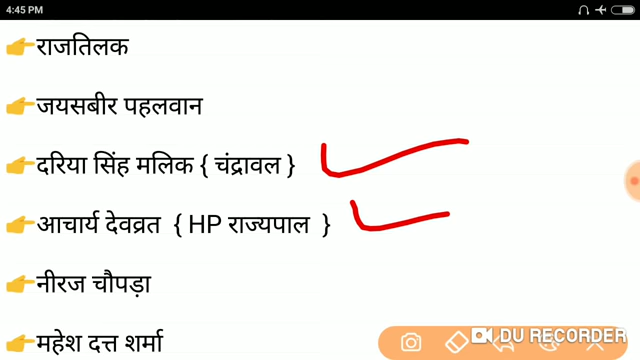 4:45 PM
राजतिलक
जयसबीर पहलवान
दरिया सिंह मलिक { चंद्रावल }
आचार्य देवव्रत { HP राज्यपाल }
नीरज चौपड़ा
महेश दत्त शर्मा
DU RECORDER